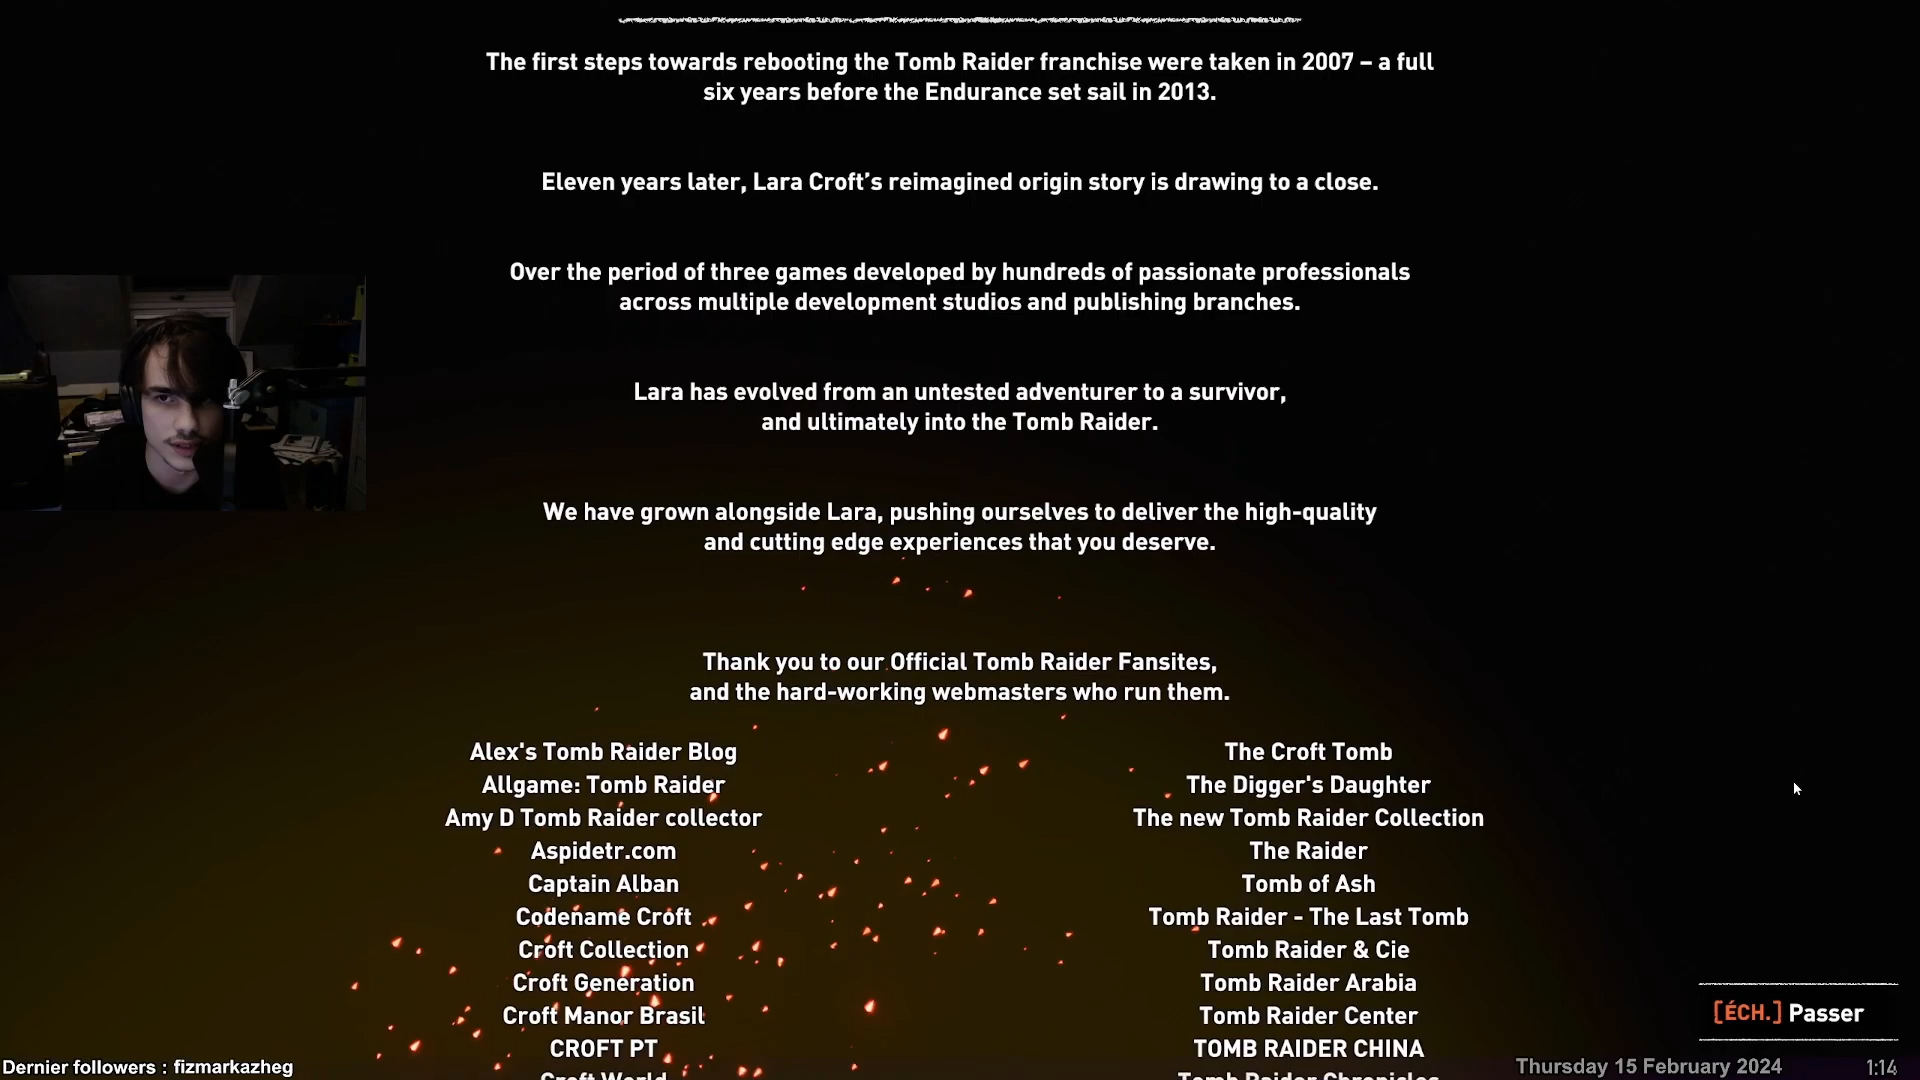 The first steps towards rebooting the Tomb Raider franchise were taken in 2007 – a full
six years before the Endurance set sail in 2013.
Eleven years later, Lara Croft’s reimagined origin story is drawing to a close.
Over the period of three games developed by hundreds of passionate professionals
across multiple development studios and publishing branches.
Lara has evolved from an untested adventurer to a survivor,
and ultimately into the Tomb Raider.
We have grown alongside Lara, pushing ourselves to deliver the high-quality
and cutting edge experiences that you deserve.
Thank you to our Official Tomb Raider Fansites,
and the hard-working webmasters who run them.
Alex's Tomb Raider Blog
Allgame: Tomb Raider
Amy D Tomb Raider collector
Aspidetr.com
Captain Alban
Codename Croft
Croft Collection
Croft Generation
Croft Manor Brasil
CROFT PT
Croft World
The Croft Tomb
The Digger's Daughter
The new Tomb Raider Collection
The Raider
Tomb of Ash
Tomb Raider - The Last Tomb
Tomb Raider & Cie
Tomb Raider Arabia
Tomb Raider Center
TOMB RAIDER CHINA
Tomb Raider Chronicles
[ÉCH.] Passer
Dernier followers : fizmarkazheg
Thursday 15 February 2024
1:14